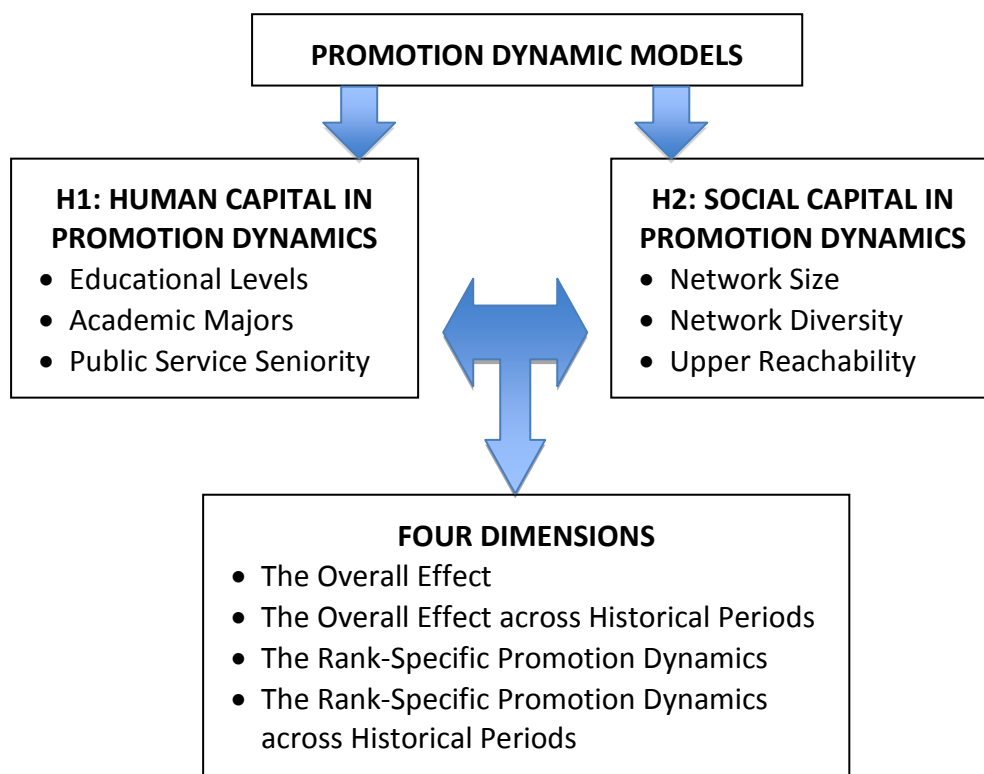 PROMOTION DYNAMIC MODELS
H1: HUMAN CAPITAL IN
PROMOTION DYNAMICS
• Educational Levels
• Academic Majors
• Public Service Seniority
H2: SOCIAL CAPITAL IN
PROMOTION DYNAMICS
• Network Size
• Network Diversity
• Upper Reachability
FOUR DIMENSIONS
• The Overall Effect
• The Overall Effect across Historical Periods
• The Rank-Specific Promotion Dynamics
• The Rank-Specific Promotion Dynamics
across Historical Periods